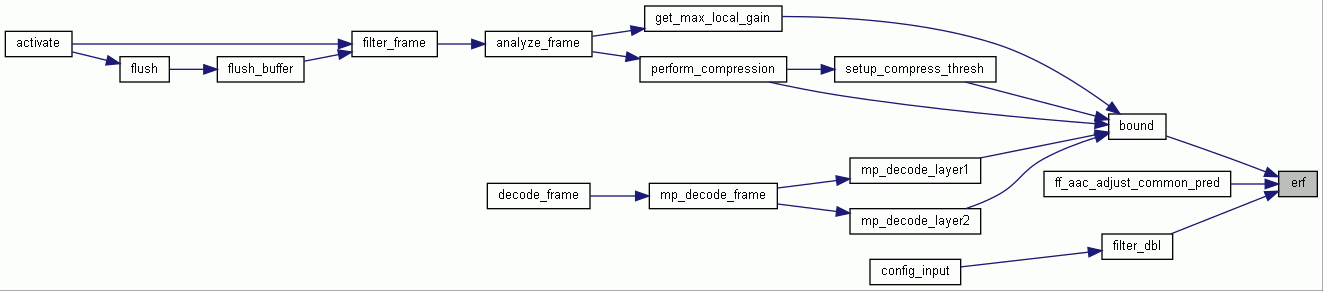 activate
flush
flush_buffer
filter_frame
analyze_frame
get_max_local_gain
perform_compression
setup_compress_thresh
bound
mp_decode_layer1
ff_aac_adjust_common_pred
erf
decode_frame
mp_decode_frame
mp_decode_layer2
filter_dbl
config_input